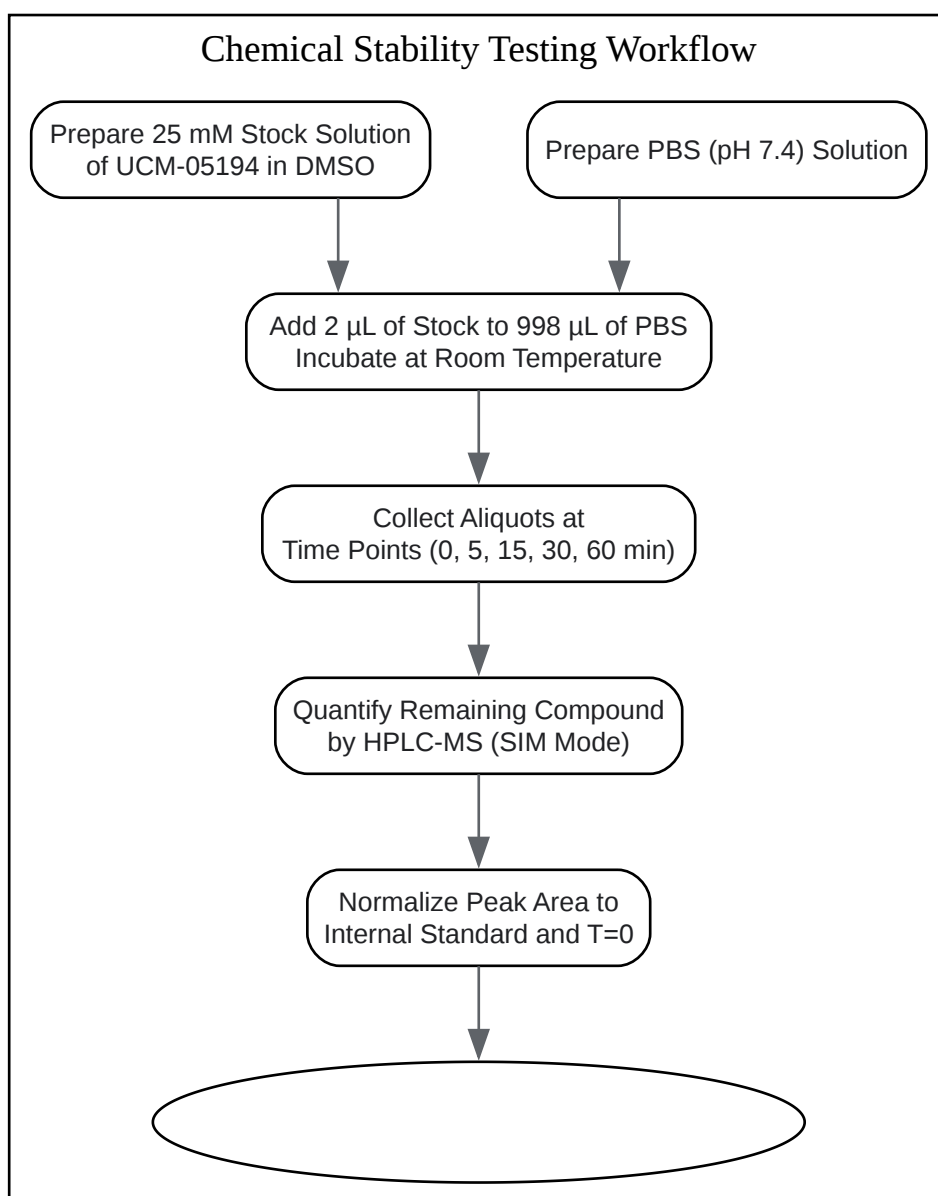 Chemical Stability Testing Workflow
Prepare 25 mM Stock Solution
of UCM-05194 in DMSO
Prepare PBS (pH 7.4) Solution
Add 2 µL of Stock to 998 µL of PBS
Incubate at Room Temperature
Collect Aliquots at
Time Points (0, 5, 15, 30, 60 min)
Quantify Remaining Compound
by HPLC-MS (SIM Mode)
Normalize Peak Area to
Internal Standard and T=0